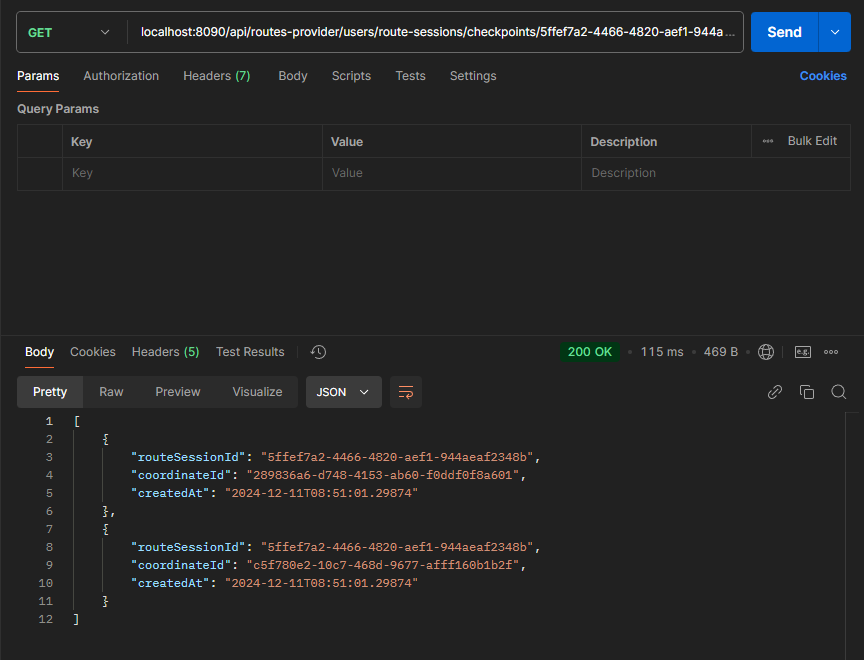 GET localhost:8090/api/routes-provider/users/route-sessions/checkpoints/5ffef7a2-4466-4820-aef1-944a... Send
Params Authorization Headers (7) Body Scripts Tests Settings Cookies
Query Params
Key Value Description Bulk Edit
Key Value Description
Body Cookies Headers (5) Test Results 200 OK 115 ms 469 B e.g.
Pretty Raw Preview Visualize JSON
1 [
2 {
3 "routeSessionId": "5ffef7a2-4466-4820-aef1-944aeaf2348b",
4 "coordinateId": "289836a6-d748-4153-ab60-f0ddf0f8a601",
5 "createdAt": "2024-12-11T08:51:01.29874"
6 },
7 {
8 "routeSessionId": "5ffef7a2-4466-4820-aef1-944aeaf2348b",
9 "coordinateId": "c5f780e2-10c7-468d-9677-afff160b1b2f",
10 "createdAt": "2024-12-11T08:51:01.29874"
11 }
12 ]